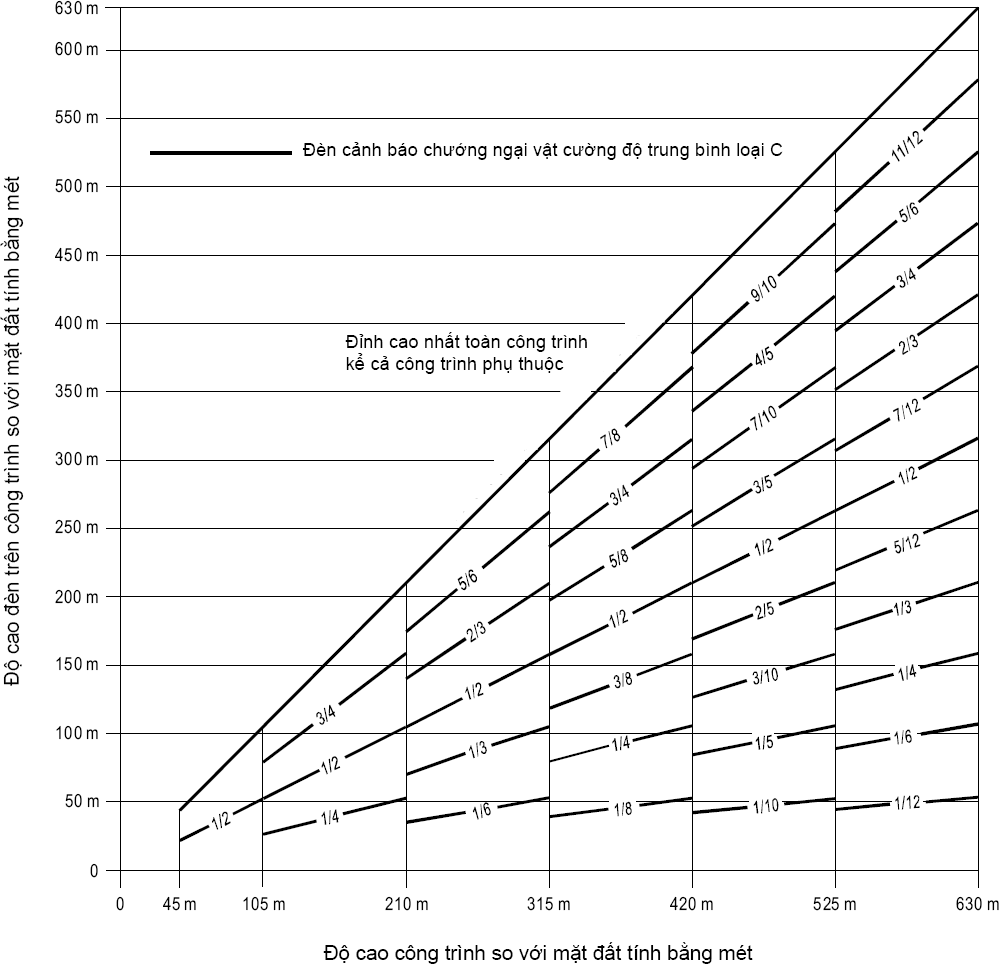 630 m
600 m
550 m
500 m
450 m
400 m
350 m
300 m
250 m
200 m
150 m
100 m
50 m
0
Độ cao đèn trên công trình so với mặt đất tính bằng mét
Đèn cảnh báo chướng ngại vật cường độ trung bình loại C
Đỉnh cao nhất toàn công trình
kể cả công trình phụ thuộc
1/2
3/4
1/2
1/4
5/6
2/3
1/2
1/3
1/6
7/8
3/4
5/8
1/2
3/8
1/4
1/8
9/10
4/5
7/10
3/5
1/2
2/5
3/10
1/5
1/10
11/12
5/6
3/4
2/3
7/12
1/2
5/12
1/3
1/4
1/6
1/12
0 45 m 105 m 210 m 315 m 420 m 525 m 630 m
Độ cao công trình so với mặt đất tính bằng mét